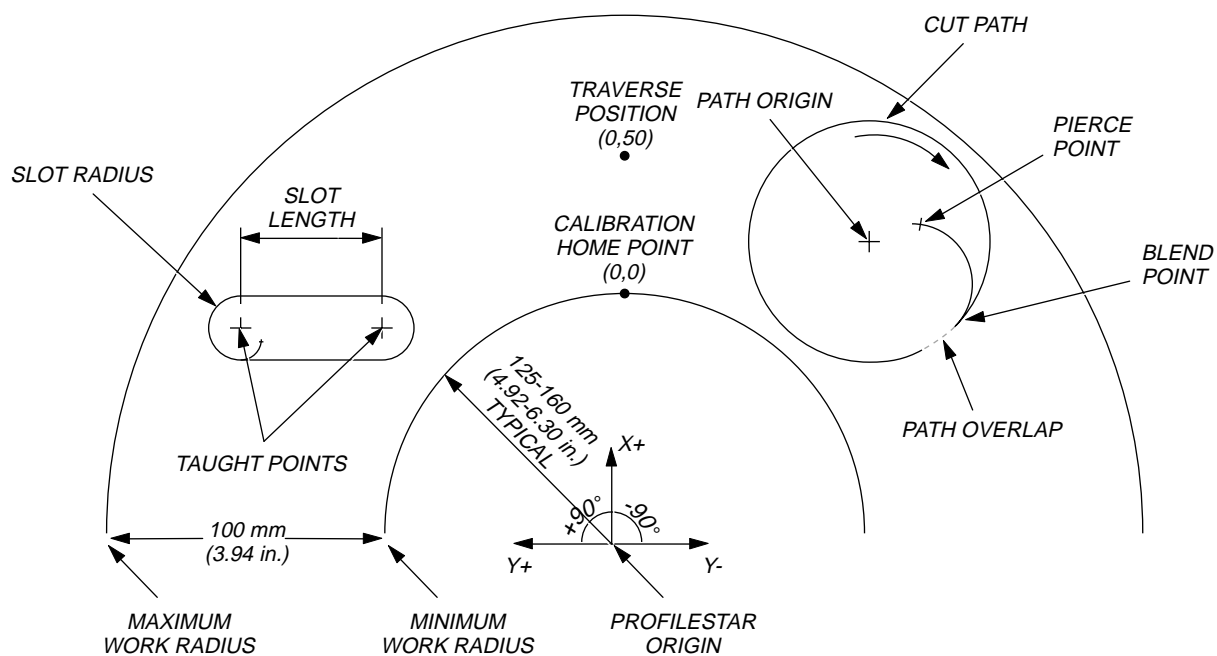 CUT PATH
TRAVERSE
POSITION
(0,50)
PATH ORIGIN
PIERCE
POINT
SLOT RADIUS
SLOT
LENGTH
CALIBRATION
HOME POINT
(0,0)
BLEND
POINT
125-160 mm
(4.92-6.30 in.)
TYPICAL
PATH OVERLAP
TAUGHT POINTS
X+
+90°
-90°
100 mm
(3.94 in.)
Y+
Y-
MAXIMUM
WORK RADIUS
MINIMUM
WORK RADIUS
PROFILESTAR
ORIGIN